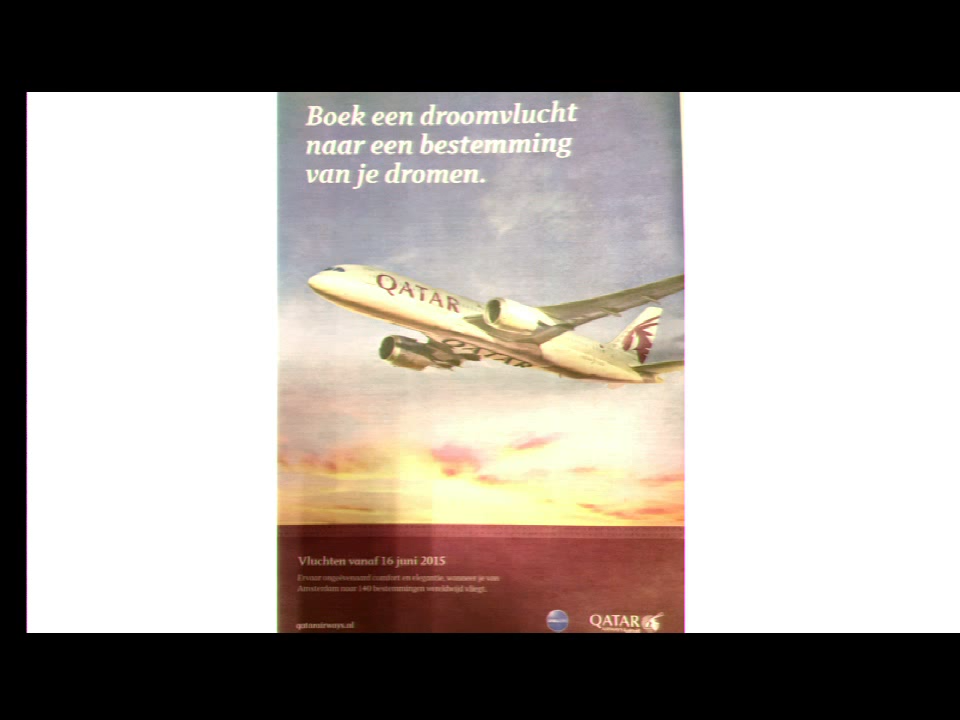 Boek een droomvlucht
naar een bestemming
van je dromen.
QATAR
QATAR
Vluchten vanaf 16 juni 2015
Ervaar ongeëvenaard comfort en elegantie, wanneer je van
Amsterdam naar 140 bestemmingen wereldwijd vliegt.
qatarairways.nl
QATAR